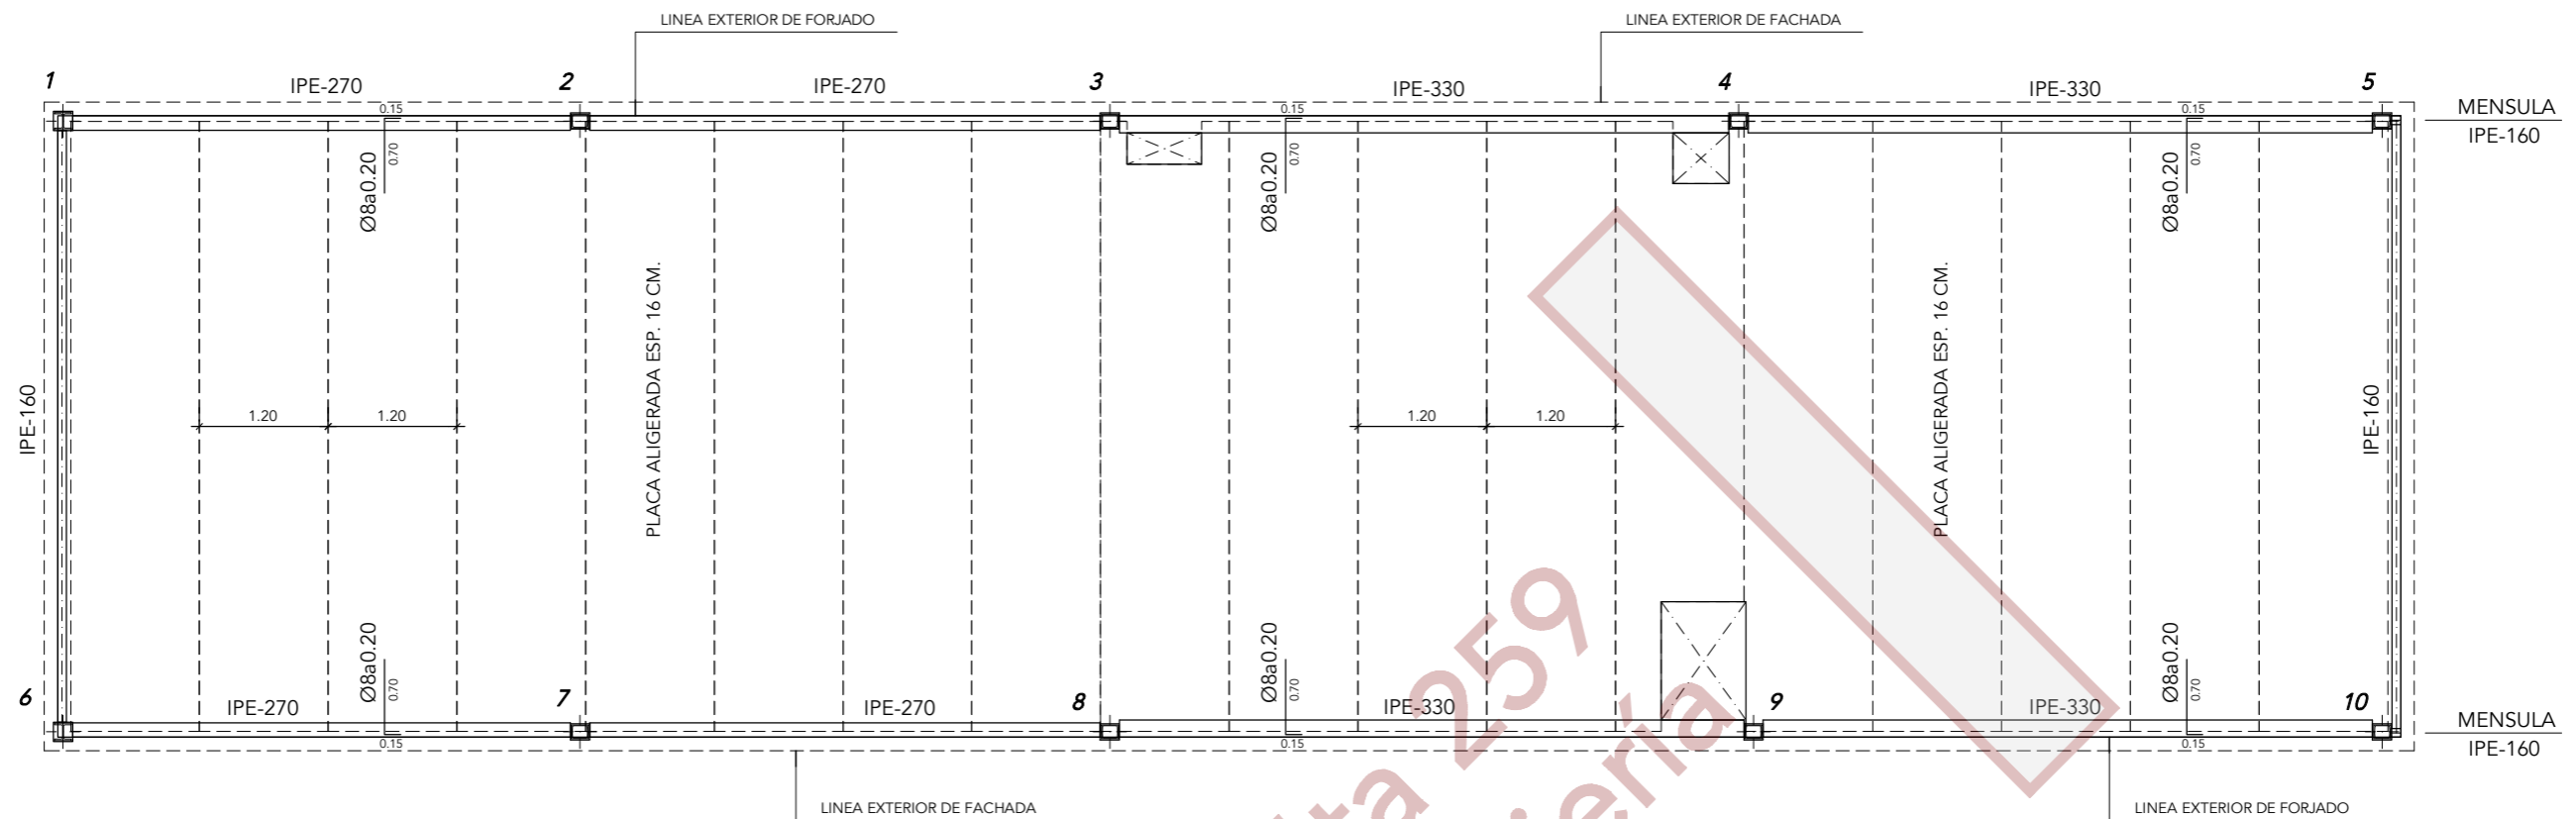 LINEA EXTERIOR DE FORJADO
LINEA EXTERIOR DE FACHADA
1
IPE-270
2
IPE-270
3
IPE-330
4
IPE-330
5
MENSULA
IPE-160
0.15
0.15
0.15
Ø8a0.20
0.70
Ø8a0.20
0.70
Ø8a0.20
0.70
PLACA ALIGERADA ESP. 16 CM.
PLACA ALIGERADA ESP. 16 CM.
IPE-160
1.20
1.20
1.20
1.20
IPE-160
Ø8a0.20
0.70
Ø8a0.20
0.70
Ø8a0.20
0.70
6
IPE-270
7
IPE-270
8
IPE-330
9
IPE-330
10
MENSULA
IPE-160
0.15
0.15
0.15
LINEA EXTERIOR DE FACHADA
LINEA EXTERIOR DE FORJADO
259